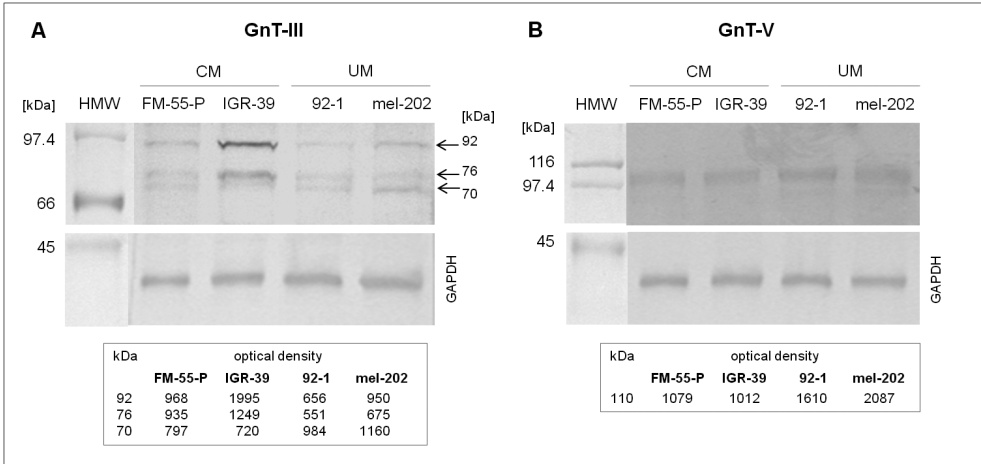 A
GnT-III
CM UM
[kDa] HMW FM-55-P IGR-39 92-1 mel-202 [kDa]
97.4
92
76
70
66
45
GAPDH
kDa optical density
FM-55-P IGR-39 92-1 mel-202
92 968 1995 656 950
76 935 1249 551 675
70 797 720 984 1160
B
GnT-V
CM UM
HMW FM-55-P IGR-39 92-1 mel-202
[kDa]
116
97.4
45
GAPDH
kDa optical density
FM-55-P IGR-39 92-1 mel-202
110 1079 1012 1610 2087